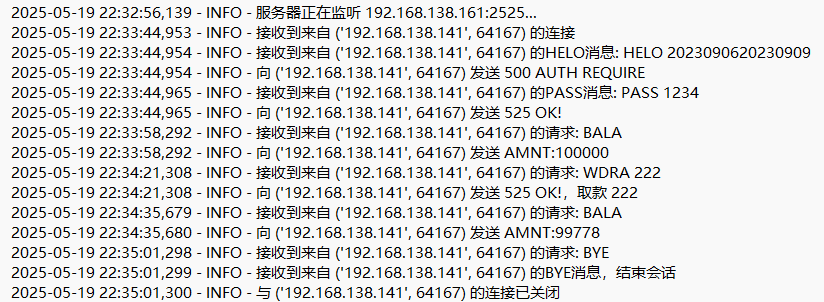 2025-05-19 22:32:56,139 - INFO - 服务器正在监听 192.168.138.161:2525...
2025-05-19 22:33:44,953 - INFO - 接收到来自 ('192.168.138.141', 64167) 的连接
2025-05-19 22:33:44,954 - INFO - 接收到来自 ('192.168.138.141', 64167) 的HELO消息: HELO 2023090620230909
2025-05-19 22:33:44,954 - INFO - 向 ('192.168.138.141', 64167) 发送 500 AUTH REQUIRE
2025-05-19 22:33:44,965 - INFO - 接收到来自 ('192.168.138.141', 64167) 的PASS消息: PASS 1234
2025-05-19 22:33:44,965 - INFO - 向 ('192.168.138.141', 64167) 发送 525 OK!
2025-05-19 22:33:58,292 - INFO - 接收到来自 ('192.168.138.141', 64167) 的请求: BALA
2025-05-19 22:33:58,292 - INFO - 向 ('192.168.138.141', 64167) 发送 AMNT:100000
2025-05-19 22:34:21,308 - INFO - 接收到来自 ('192.168.138.141', 64167) 的请求: WDRA 222
2025-05-19 22:34:21,308 - INFO - 向 ('192.168.138.141', 64167) 发送 525 OK!，取款 222
2025-05-19 22:34:35,679 - INFO - 接收到来自 ('192.168.138.141', 64167) 的请求: BALA
2025-05-19 22:34:35,680 - INFO - 向 ('192.168.138.141', 64167) 发送 AMNT:99778
2025-05-19 22:35:01,298 - INFO - 接收到来自 ('192.168.138.141', 64167) 的请求: BYE
2025-05-19 22:35:01,299 - INFO - 接收到来自 ('192.168.138.141', 64167) 的BYE消息，结束会话
2025-05-19 22:35:01,300 - INFO - 与 ('192.168.138.141', 64167) 的连接已关闭